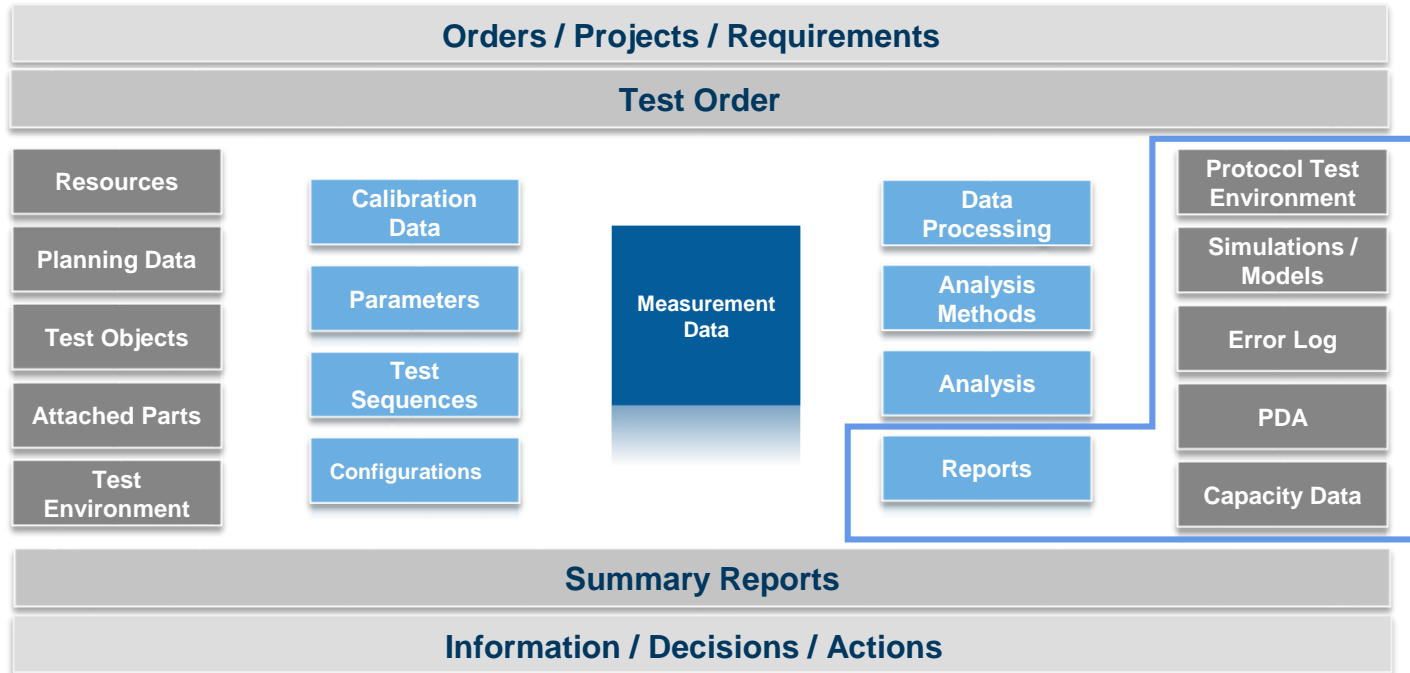 Orders / Projects / Requirements
Test Order
Resources
Planning Data
Test Objects
Attached Parts
Test
Environment
Calibration
Data
Parameters
Test
Sequences
Configurations
Measurement
Data
Data
Processing
Analysis
Methods
Analysis
Reports
Protocol Test
Environment
Simulations /
Models
Error Log
PDA
Capacity Data
Summary Reports
Information / Decisions / Actions